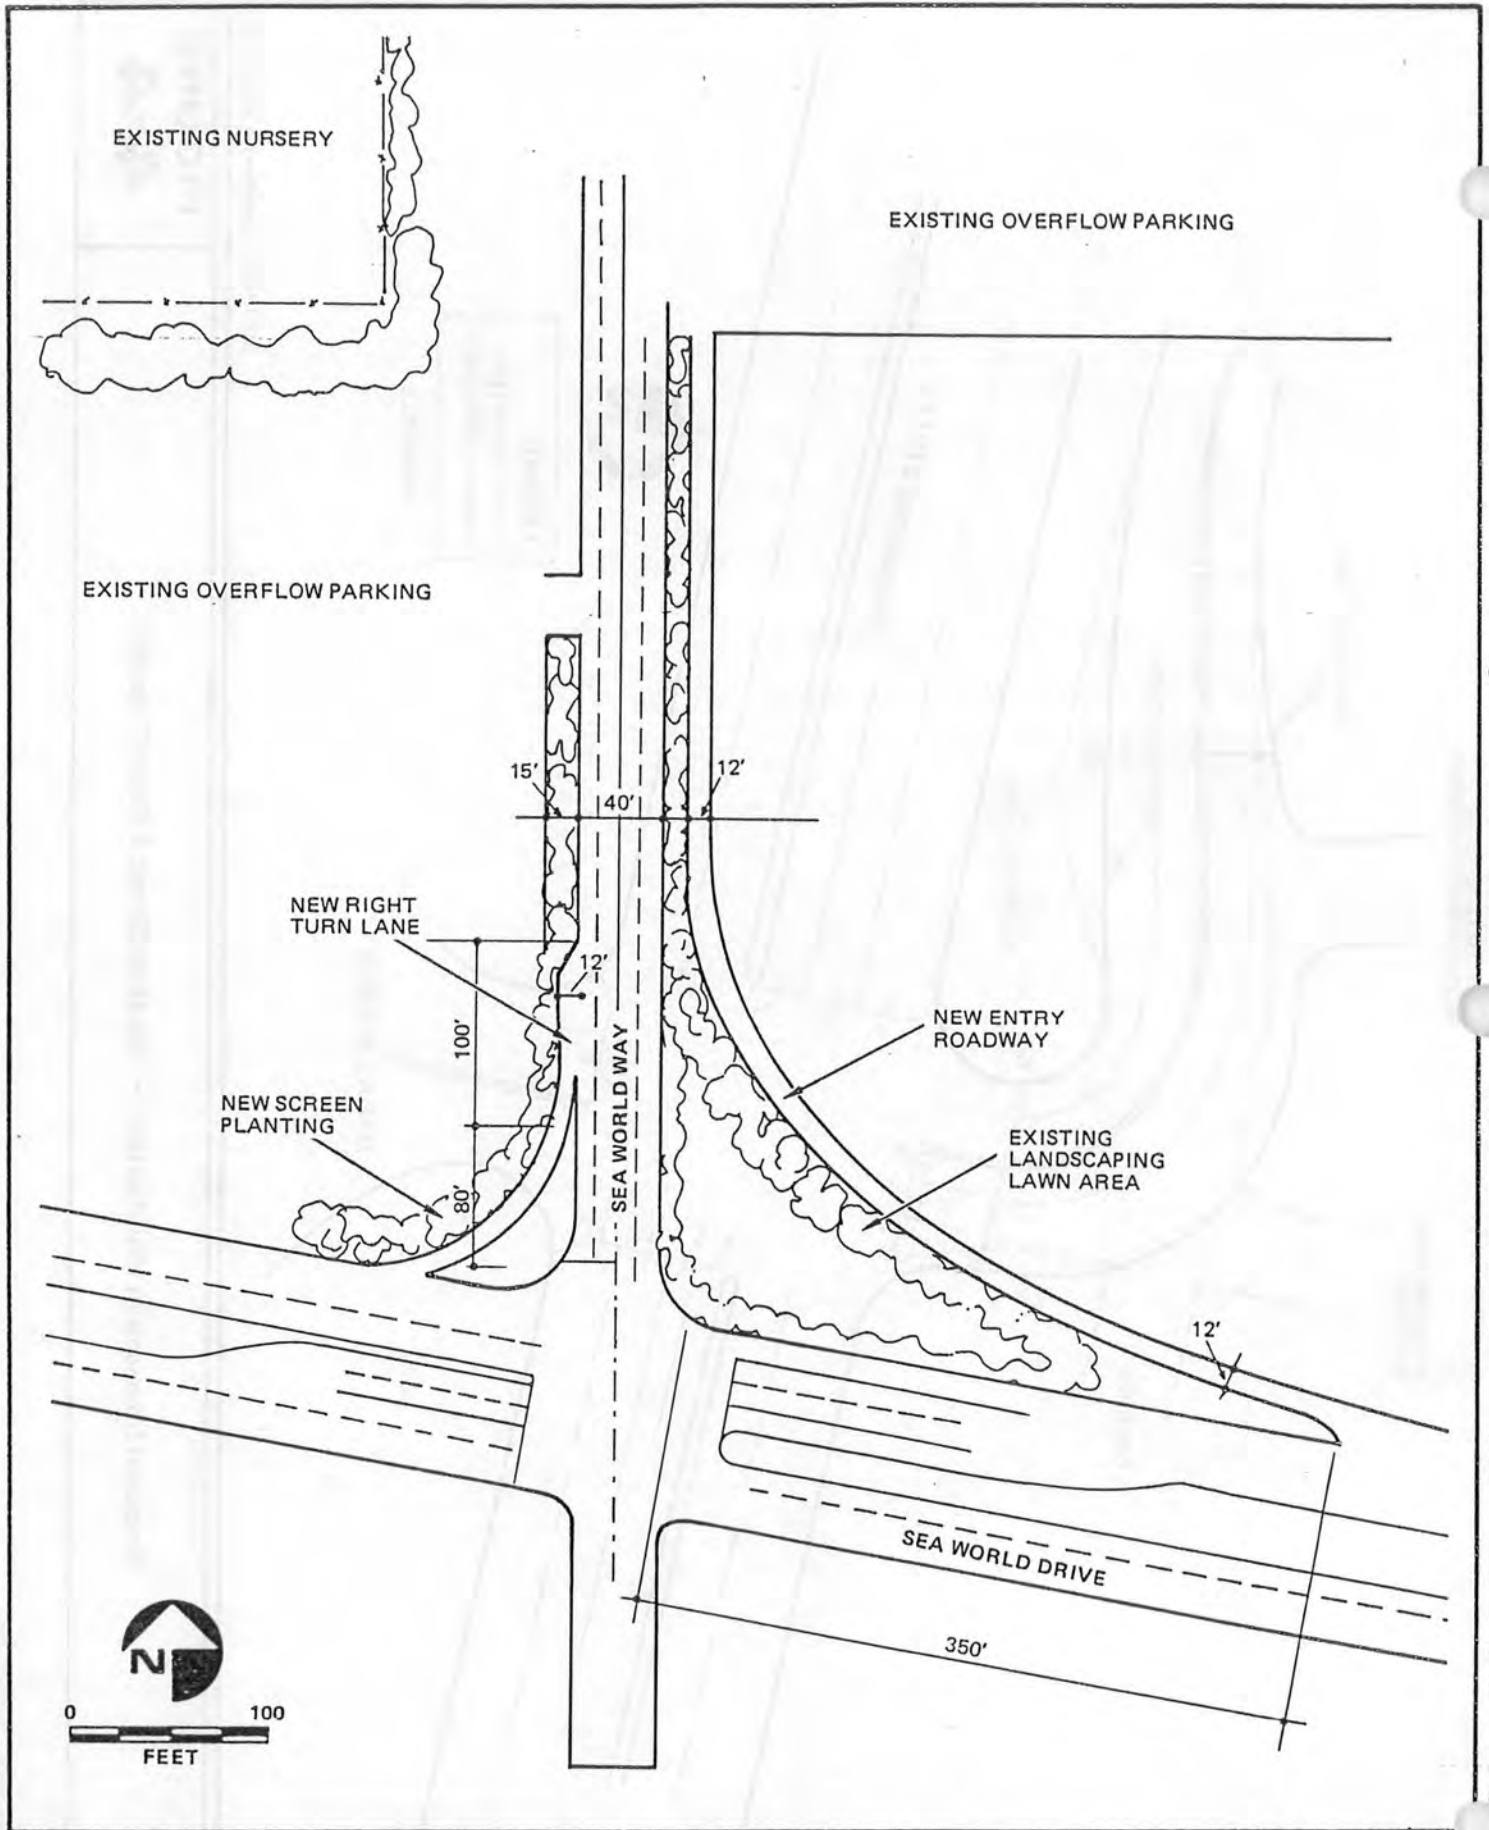 EXISTING NURSERY
EXISTING OVERFLOW PARKING
EXISTING OVERFLOW PARKING
15'
40'
12'
NEW RIGHT
TURN LANE
12'
100'
SEA WORLD WAY
NEW ENTRY
ROADWAY
NEW SCREEN
PLANTING
80'
EXISTING
LANDSCAPING
LAWN AREA
12'
SEA WORLD DRIVE
350'
N
0 100
FEET